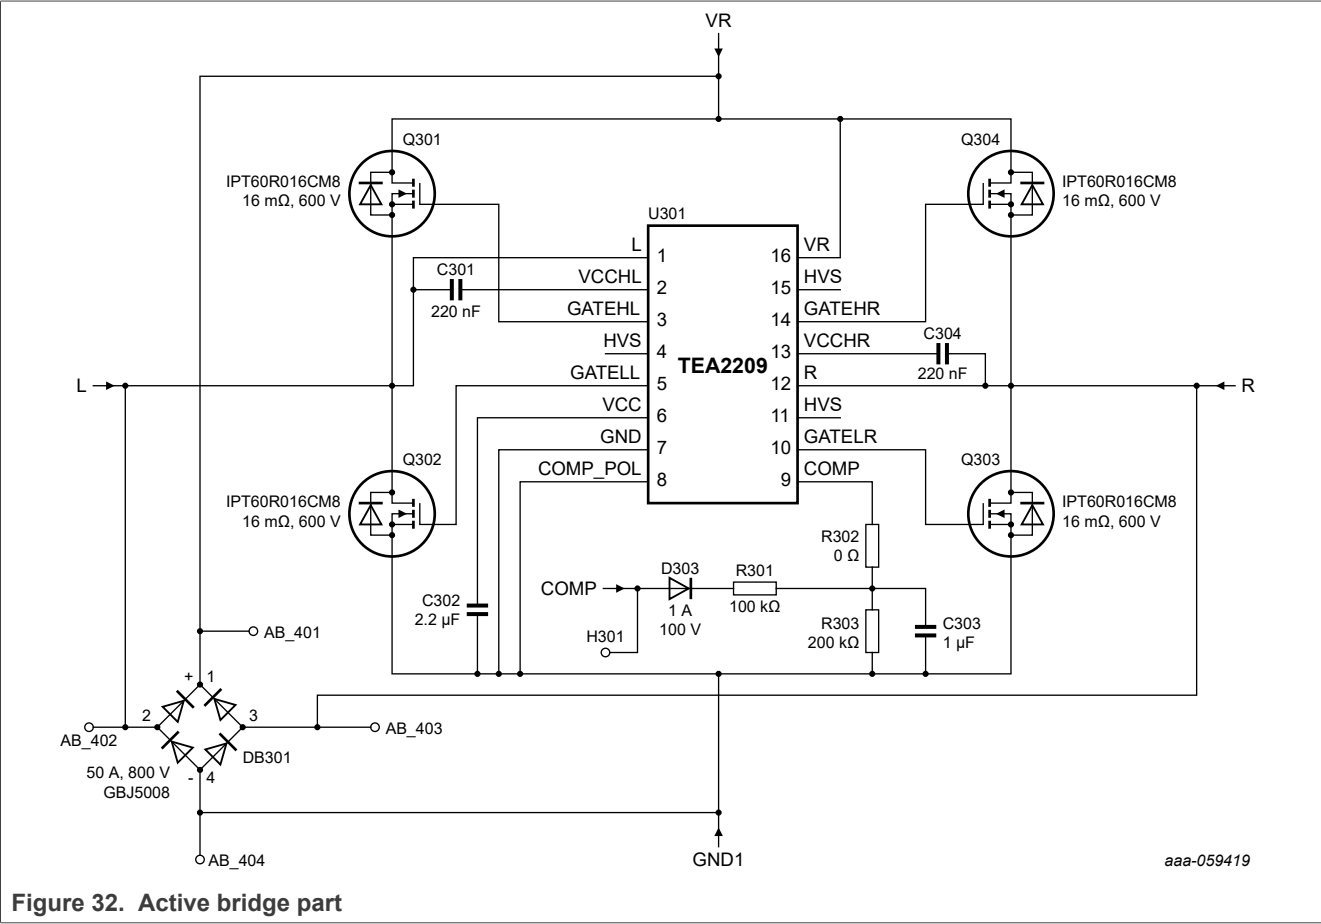 VR
Q301
Q304
IPT60R016CM8
16 mΩ, 600 V
IPT60R016CM8
16 mΩ, 600 V
U301
L
1
16
VR
C301
220 nF
VCCHL
2
15
HVS
GATEHL
3
14
GATEHR
HVS
4
13
VCCHR
C304
220 nF
TEA2209
L
GATELL
5
12
R
R
VCC
6
11
HVS
GND
7
10
GATELR
COMP_POL
8
9
COMP
Q302
Q303
IPT60R016CM8
16 mΩ, 600 V
IPT60R016CM8
16 mΩ, 600 V
R302
0 Ω
COMP
D303
1 A
100 V
R301
100 kΩ
C302
2.2 µF
H301
R303
200 kΩ
C303
1 µF
AB_401
+
1
2
3
AB_402
AB_403
DB301
50 A, 800 V
GBJ5008
-
4
AB_404
GND1
aaa-059419
Figure 32. Active bridge part